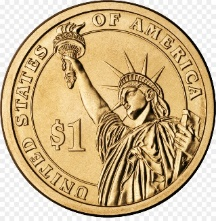 UNITED STATES OF AMERICA
$1